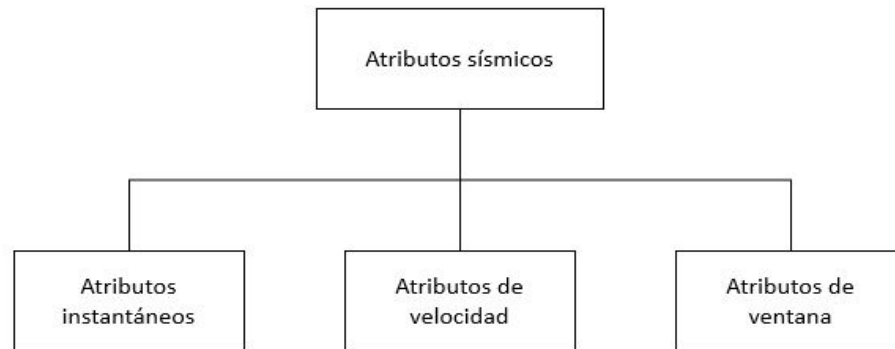 Atributos sísmicos
Atributos
instantáneos
Atributos de
velocidad
Atributos de
ventana